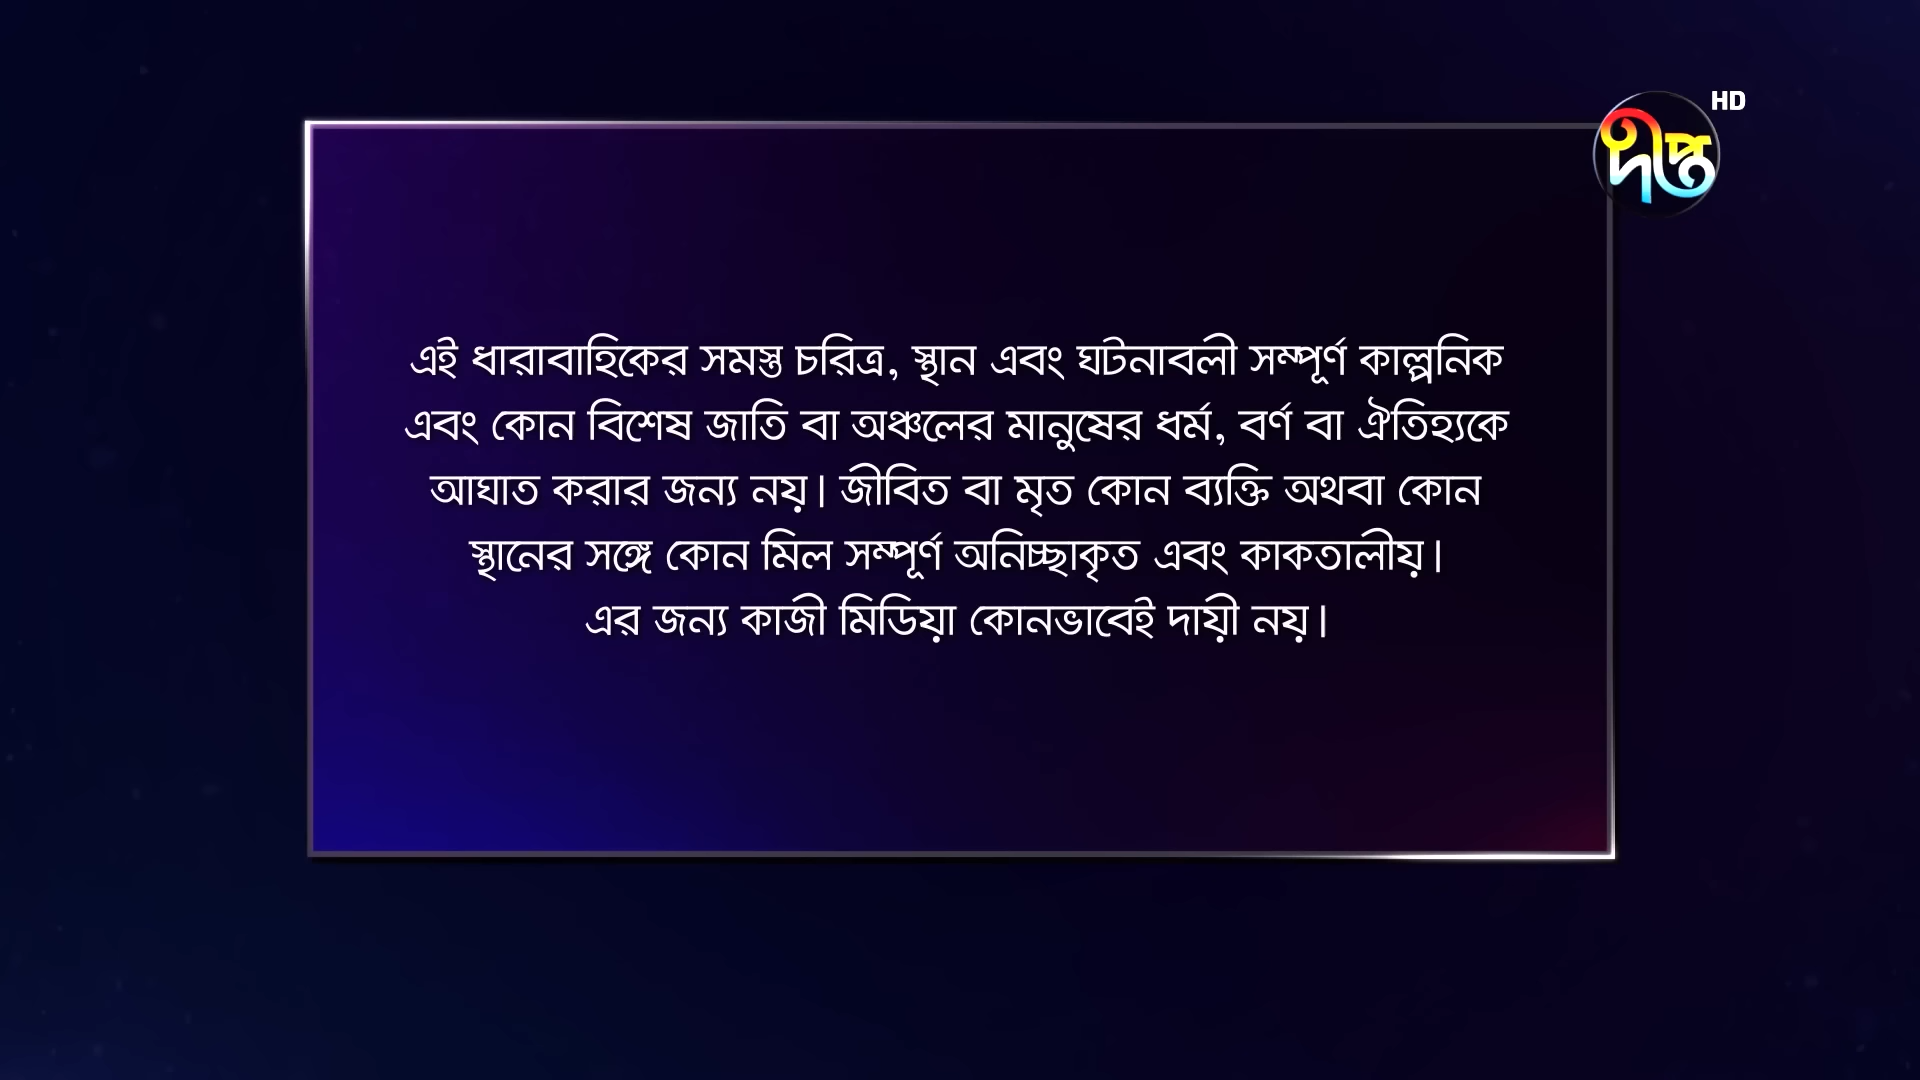 HD
দীপ্ত
এই ধারাবাহিকের সমস্ত চরিত্র, স্থান এবং ঘটনাবলী সম্পূর্ণ কাল্পনিক
এবং কোন বিশেষ জাতি বা অঞ্চলের মানুষের ধর্ম, বর্ণ বা ঐতিহ্যকে
আঘাত করার জন্য নয়। জীবিত বা মৃত কোন ব্যক্তি অথবা কোন
স্থানের সঙ্গে কোন মিল সম্পূর্ণ অনিচ্ছাকৃত এবং কাকতালীয়।
এর জন্য কাজী মিডিয়া কোনভাবেই দায়ী নয়।